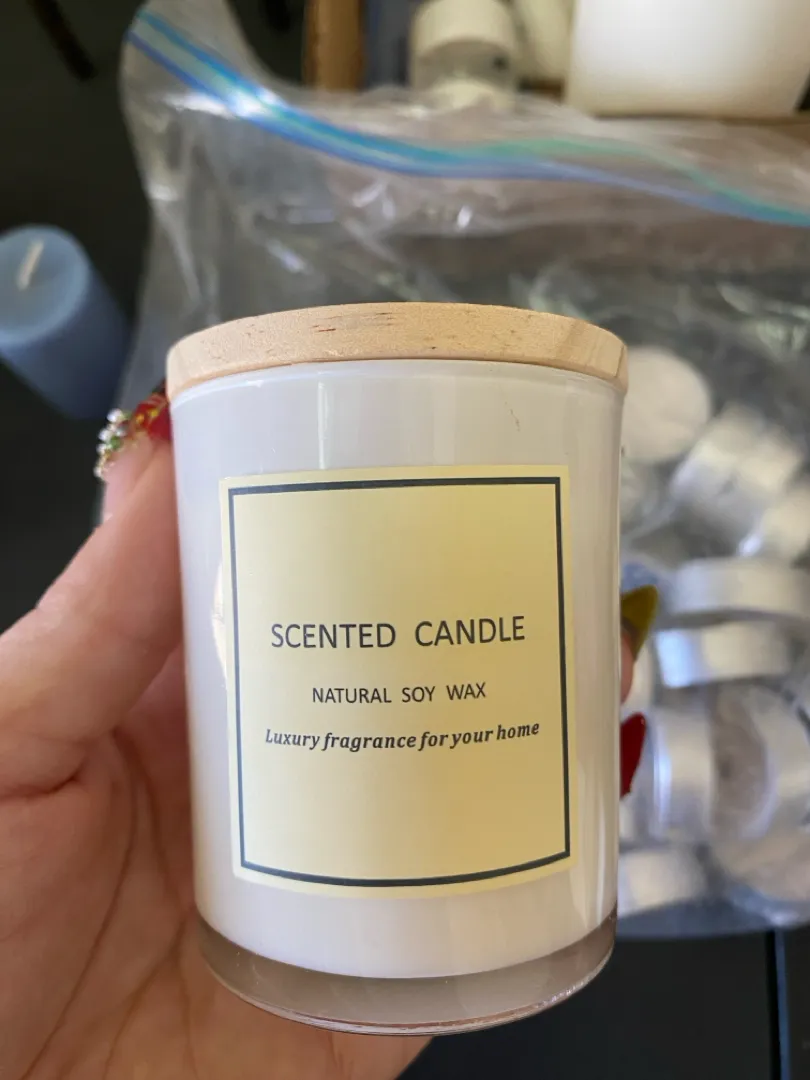 SCENTED CANDLE
NATURAL SOY WAX
Luxury fragrance for your home